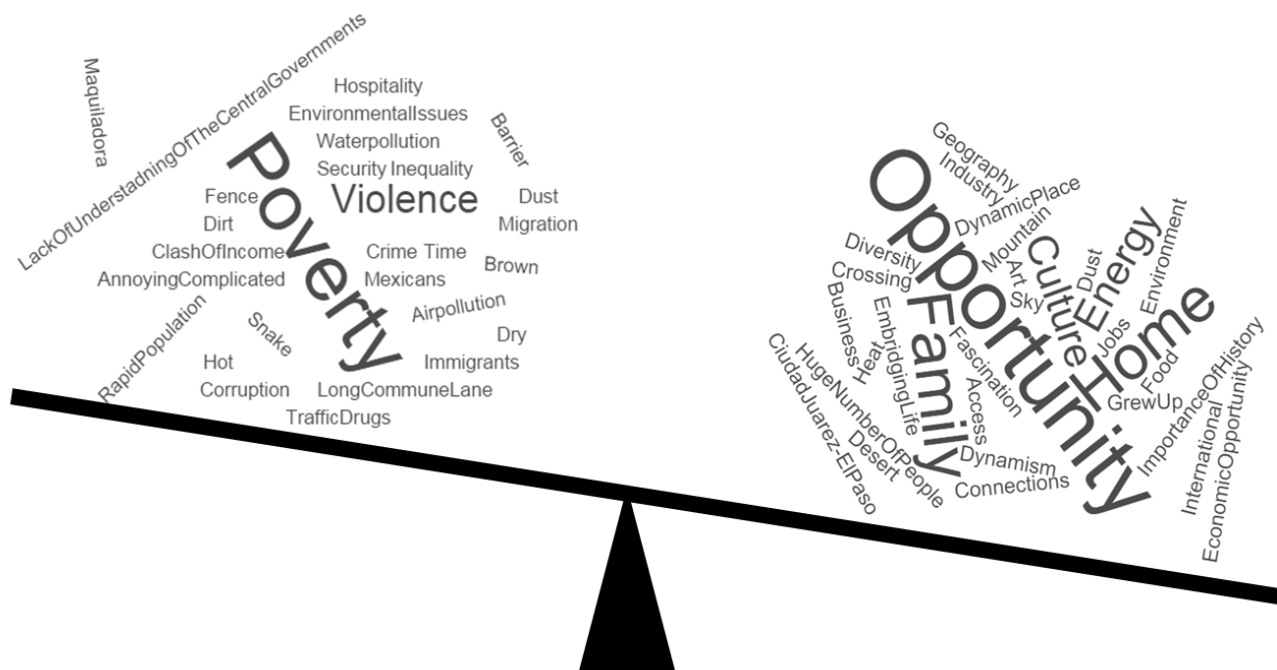 LackOfUnderstadningOfTheCentralGovernments
Maquiladora
Hospitality
EnvironmentalIssues
Barrier
Waterpollution
Security Inequality
Poverty
Violence
Fence
Dust
Dirt
Migration
ClashOfIncome
Crime Time
Brown
AnnoyingComplicated
Mexicans
Airpollution
RapidPopulation
Snake
Dry
Hot
Immigrants
Corruption
LongCommuneLane
TrafficDrugs
Geography
Industry
DynamicPlace
Opportunity
Mountain
Diversity
Culture
Energy
Environment
Dust
Art
Crossing
Sky
Home
Business
Embridginglife
Family
Fascination
Jobs
Heat
Food
CiudadJuarez-ElPaso
HugeNumberOfPeople
Access
GrewUp
ImportanceOfHistory
Desert
Dynamism
Connections
International
EconomicOpportunity